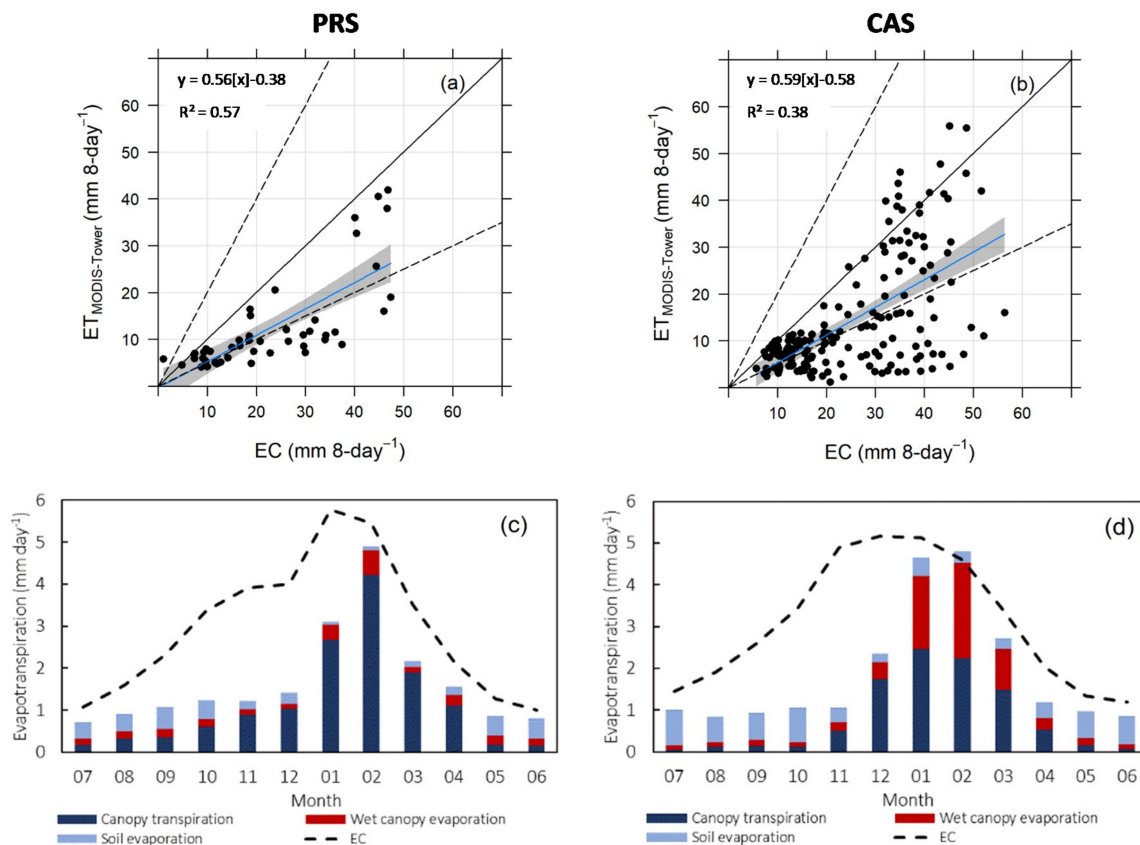 PRS
CAS
y = 0.56[x]-0.38
R² = 0.57
(a)
ET MODIS-Tower (mm 8-day⁻¹)
60
50
40
30
20
10
10 20 30 40 50 60
EC (mm 8-day⁻¹)
y = 0.59[x]-0.58
R² = 0.38
(b)
ET MODIS-Tower (mm 8-day⁻¹)
60
50
40
30
20
10
10 20 30 40 50 60
EC (mm 8-day⁻¹)
(c)
Evapotranspiration (mm day⁻¹)
6
5
4
3
2
1
0
07 08 09 10 11 12 01 02 03 04 05 06
Month
Canopy transpiration Wet canopy evaporation
Soil evaporation EC
(d)
Evapotranspiration (mm day⁻¹)
6
5
4
3
2
1
0
07 08 09 10 11 12 01 02 03 04 05 06
Month
Canopy transpiration Wet canopy evaporation
Soil evaporation EC